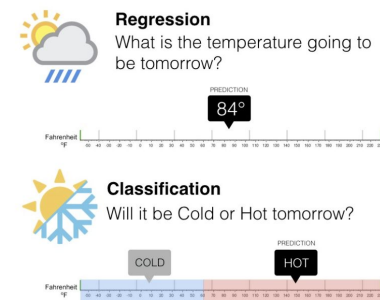 Regression
What is the temperature going to
be tomorrow?
PREDICTION
84°
Fahrenheit
°F
Classification
Will it be Cold or Hot tomorrow?
PREDICTION
COLD
HOT
Fahrenheit
°F